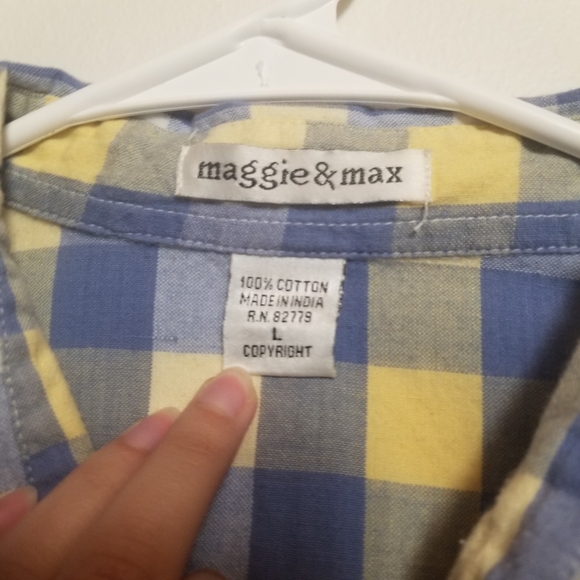 maggie & max
100% COTTON
MADE IN INDIA
R.N. 82779
L
COPYRIGHT